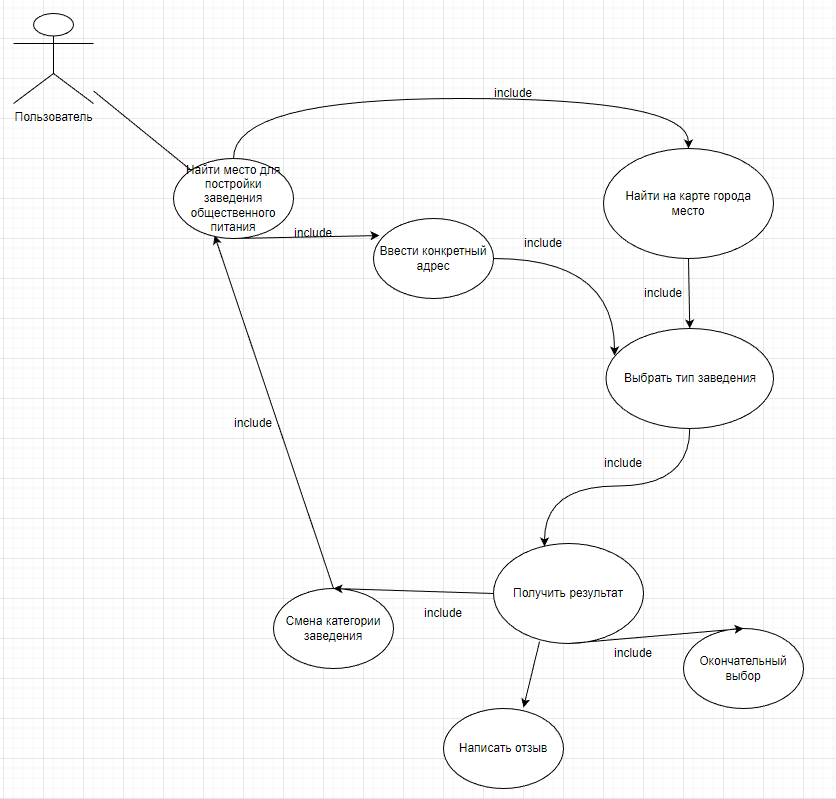 include
Пользователь
Найти место для
постройки
заведения
общественного
питания
Найти на карте города
место
include
Ввести конкретный
адрес
include
include
Выбрать тип заведения
include
include
Получить результат
include
Смена категории
заведения
include
Окончательный
выбор
Написать отзыв